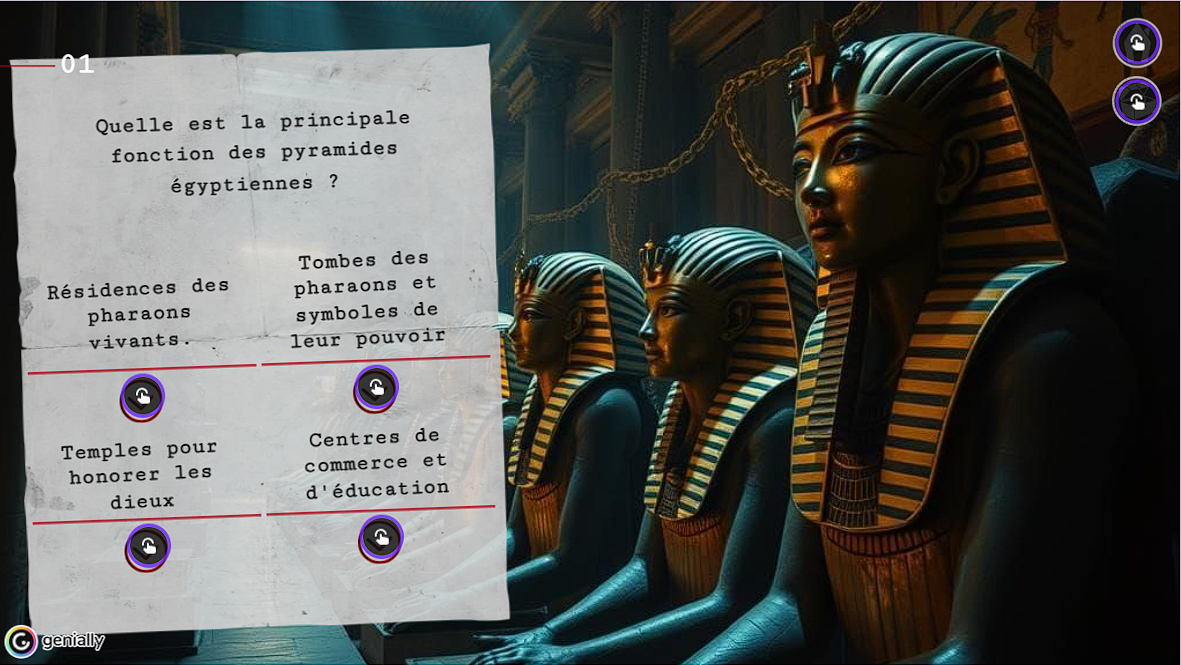 01
Quelle est la principale
fonction des pyramides
égyptiennes ?
Résidences des
pharaons
vivants.
Tombes des
pharaons et
symboles de
leur pouvoir
Temples pour
honorer les
dieux
Centres de
commerce et
d'éducation
genially